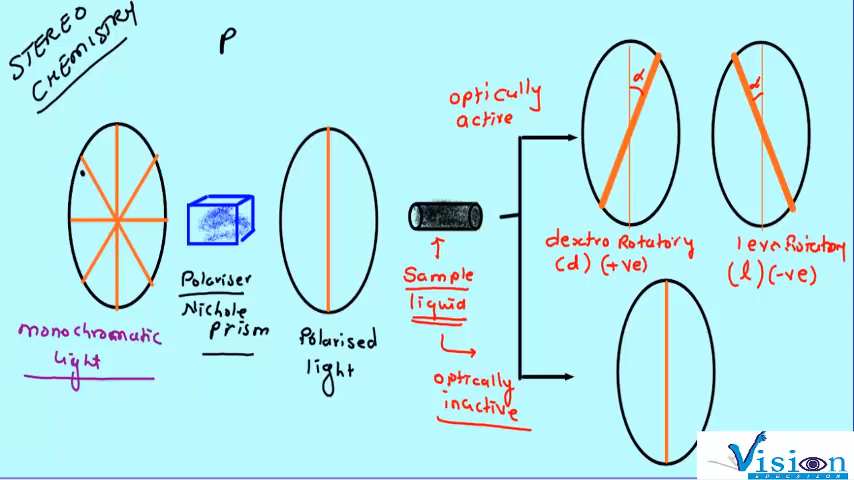 STEREO
CHEMISTRY
P
optically
active
α
α
dextro Rotatory
(d) (+ve)
levo Rotatory
(l) (-ve)
Polariser
Nichole
prism
monochromatic
light
Polarised
light
Sample
liquid
optically
inactive
Vision
EDUCATION